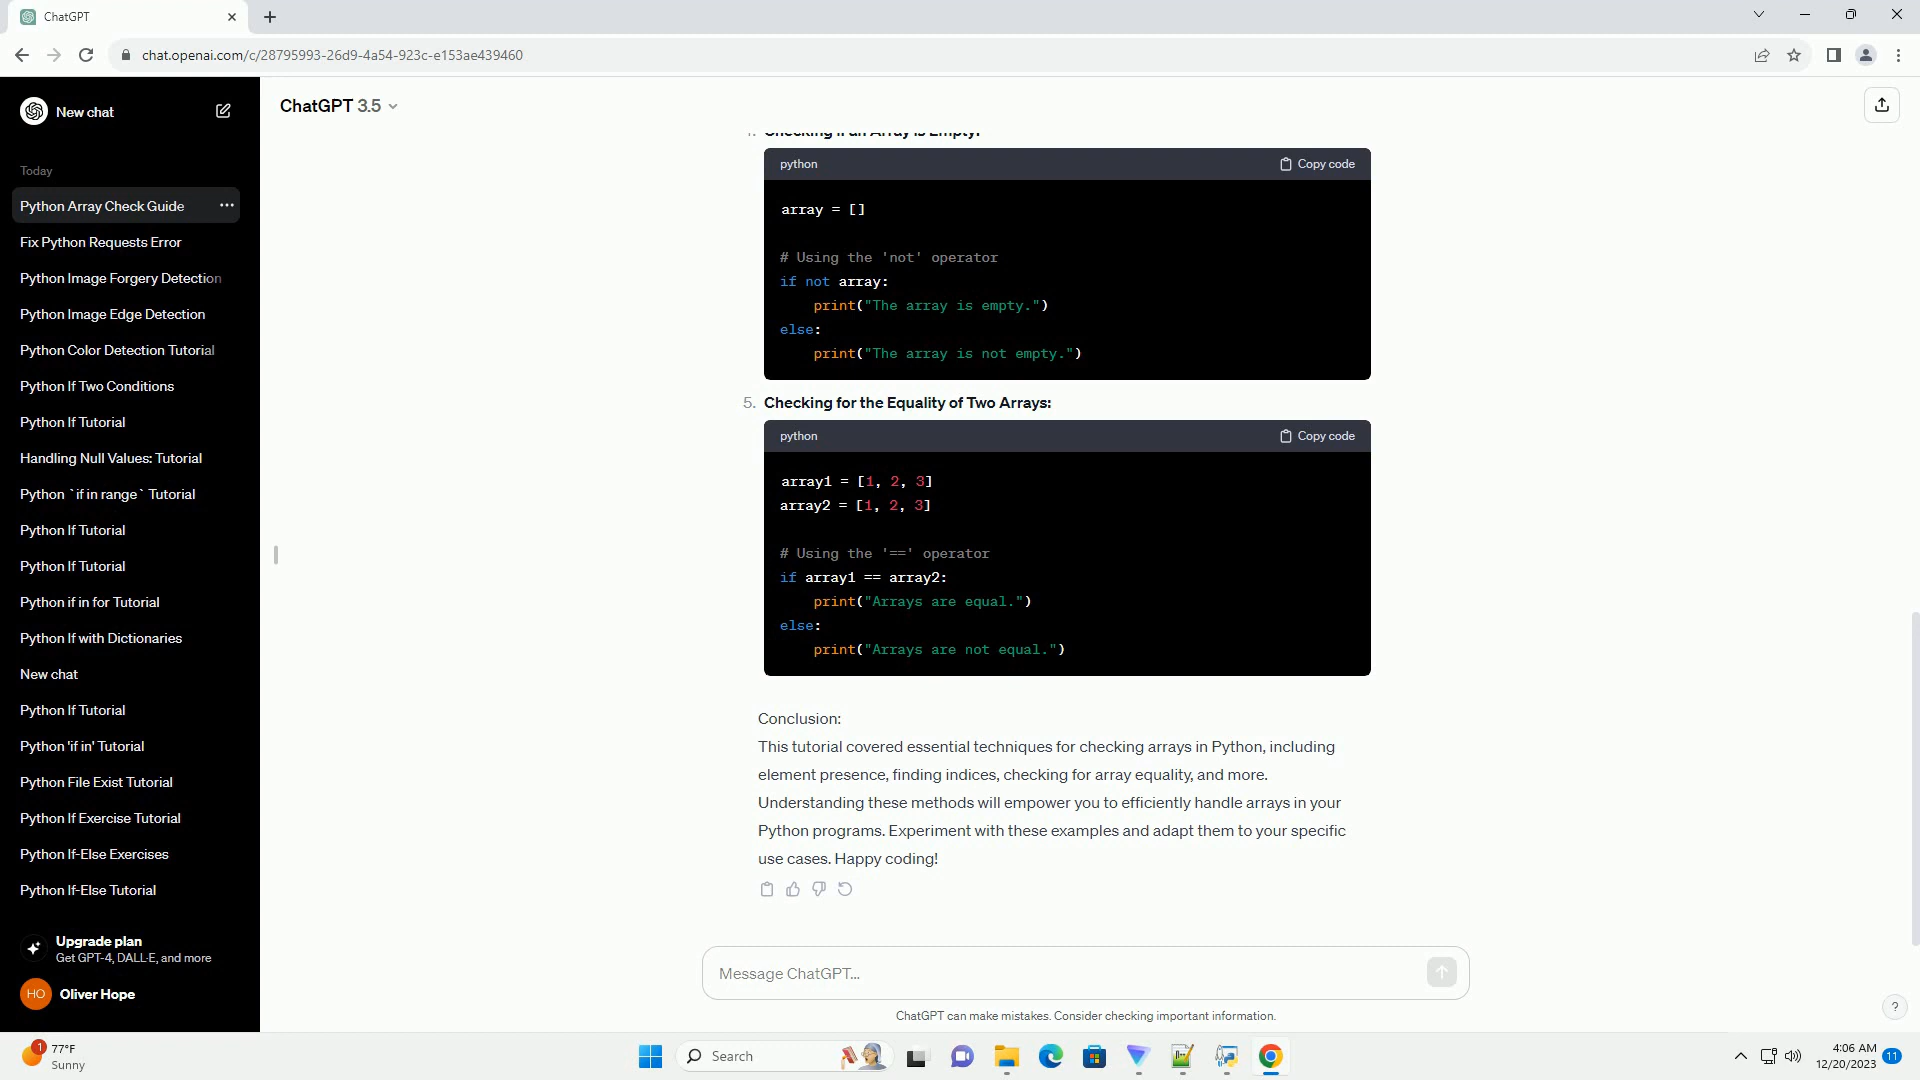 ChatGPT
chat.openai.com/c/28795993-26d9-4a54-923c-e153ae439460
New chat
Today
Python Array Check Guide
Fix Python Requests Error
Python Image Forgery Detection
Python Image Edge Detection
Python Color Detection Tutorial
Python If Two Conditions
Python If Tutorial
Handling Null Values: Tutorial
Python `if in range` Tutorial
Python If Tutorial
Python If Tutorial
Python if in for Tutorial
Python If with Dictionaries
New chat
Python If Tutorial
Python 'if in' Tutorial
Python File Exist Tutorial
Python If Exercise Tutorial
Python If-Else Exercises
Python If-Else Tutorial
Upgrade plan
Get GPT-4, DALL·E, and more
HO Oliver Hope
ChatGPT 3.5
Checking if an Array is Empty:
python Copy code
array = []
# Using the 'not' operator
if not array:
    print("The array is empty.")
else:
    print("The array is not empty.")
5. Checking for the Equality of Two Arrays:
python Copy code
array1 = [1, 2, 3]
array2 = [1, 2, 3]
# Using the '==' operator
if array1 == array2:
    print("Arrays are equal.")
else:
    print("Arrays are not equal.")
Conclusion:
This tutorial covered essential techniques for checking arrays in Python, including
element presence, finding indices, checking for array equality, and more.
Understanding these methods will empower you to efficiently handle arrays in your
Python programs. Experiment with these examples and adapt them to your specific
use cases. Happy coding!
Message ChatGPT...
ChatGPT can make mistakes. Consider checking important information.
?
1
77°F
Sunny
Search
4:06 AM
12/20/2023
11